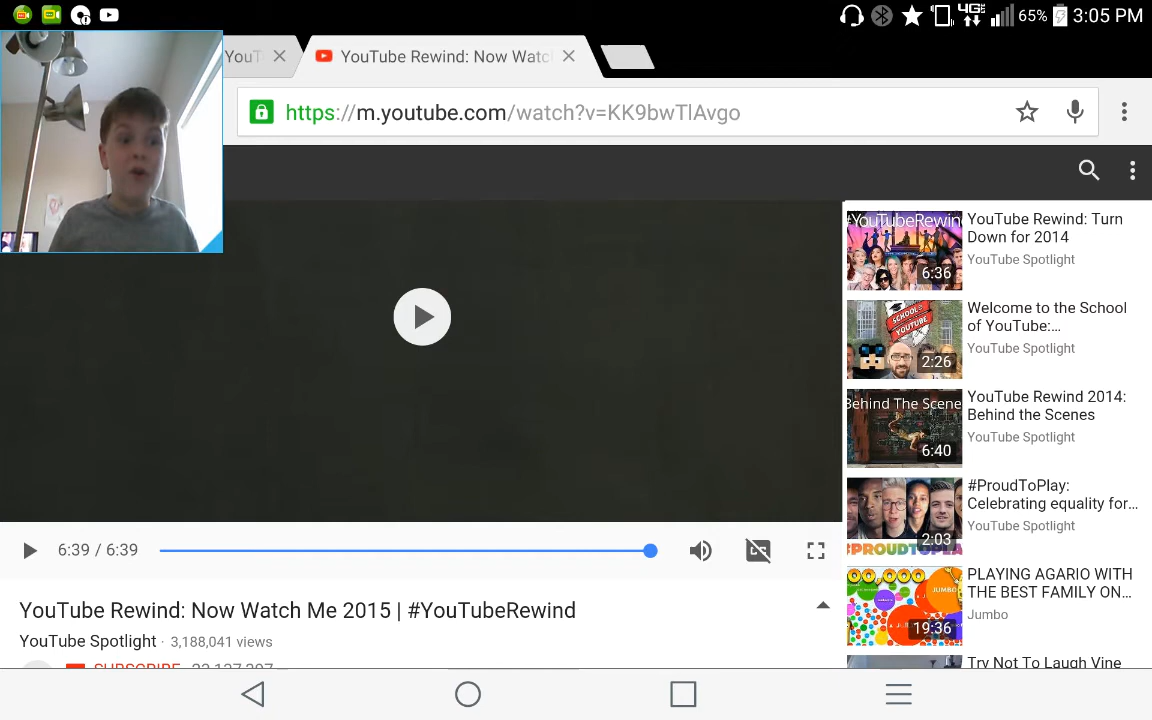 4G
65%
3:05 PM
YouT
YouTube Rewind: Now Watc
https://m.youtube.com/watch?v=KK9bwTlAvgo
#YouTubeRewin
6:36
YouTube Rewind: Turn
Down for 2014
YouTube Spotlight
SCHOOL
YOUTUBE
2:26
Welcome to the School
of YouTube:...
YouTube Spotlight
Behind The Scene
6:40
YouTube Rewind 2014:
Behind the Scenes
YouTube Spotlight
2:03
#PROUDTOPLA
#ProudToPlay:
Celebrating equality for...
YouTube Spotlight
JUMBO
19:36
PLAYING AGARIO WITH
THE BEST FAMILY ON...
Jumbo
Try Not To Laugh Vine
6:39 / 6:39
YouTube Rewind: Now Watch Me 2015 | #YouTubeRewind
YouTube Spotlight · 3,188,041 views
SUBSCRIBE